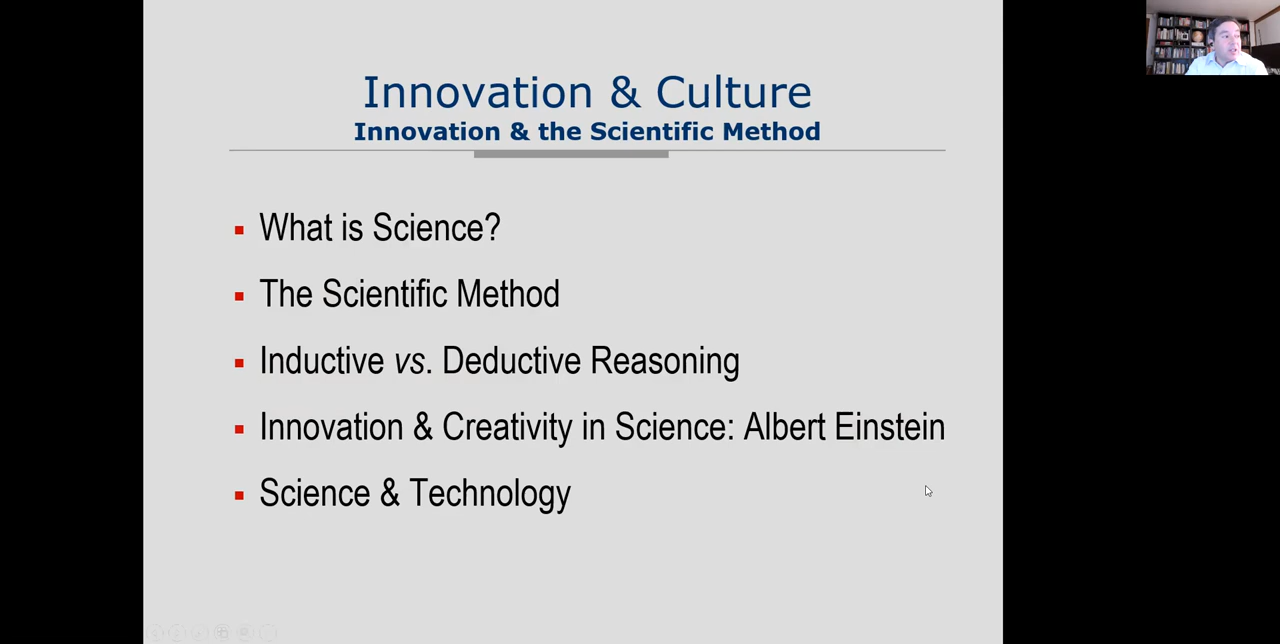 Innovation & Culture
Innovation & the Scientific Method
What is Science?
The Scientific Method
Inductive vs. Deductive Reasoning
Innovation & Creativity in Science: Albert Einstein
Science & Technology